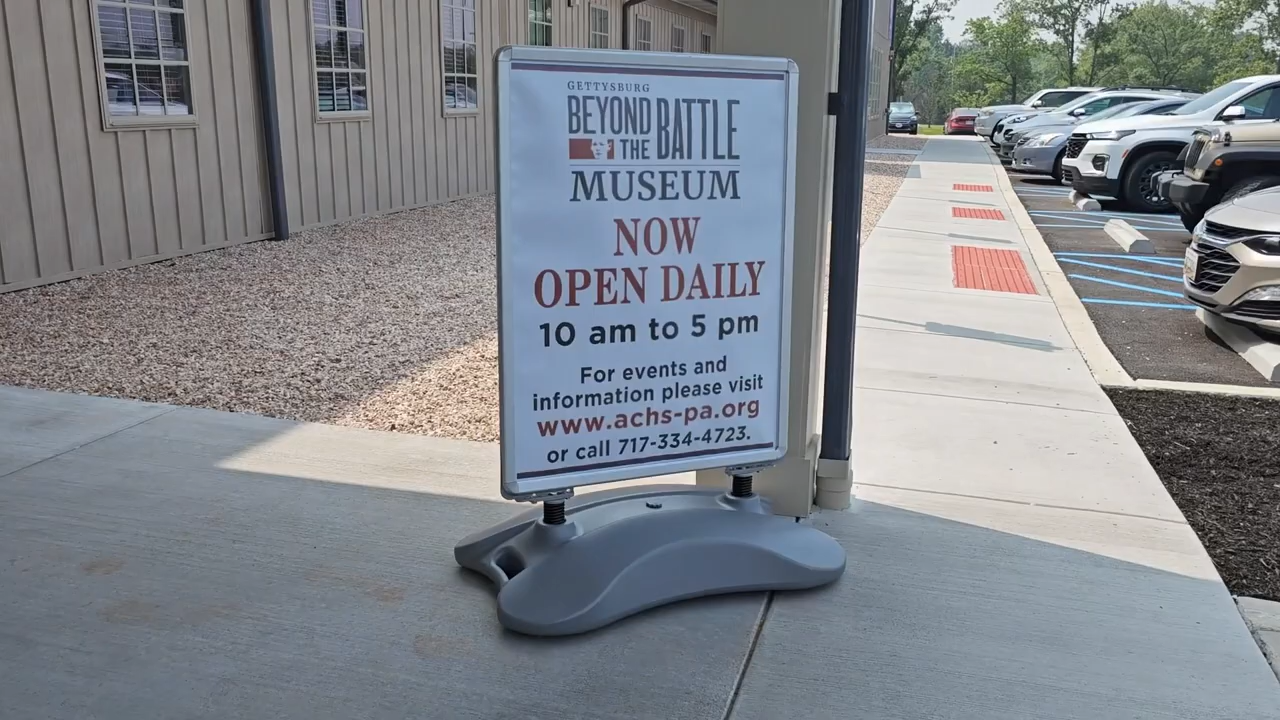 GETTYSBURG
BEYOND
THE BATTLE
MUSEUM
NOW
OPEN DAILY
10 am to 5 pm
For events and
information please visit
www.achs-pa.org
or call 717-334-4723.